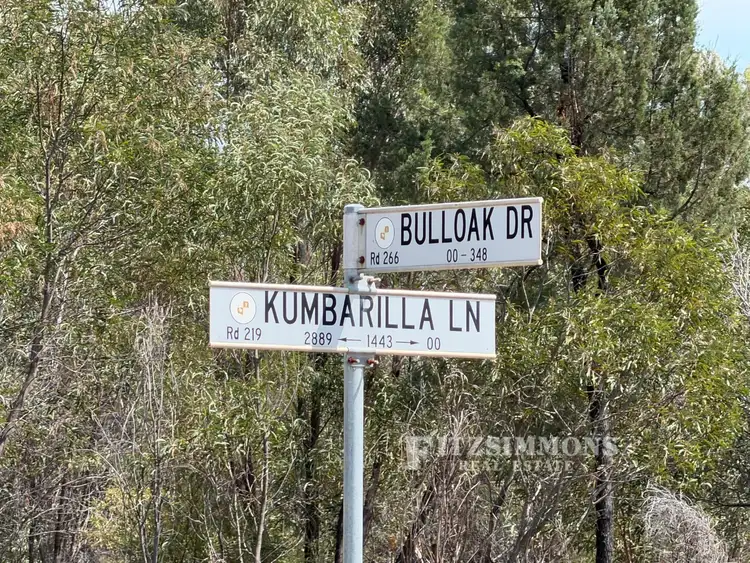 BULLOAK DR
Rd 266 00 - 348
KUMBARILLA LN
Rd 219 2889 ← 1443 → 00
FITZSIMMONS
REAL ESTATE